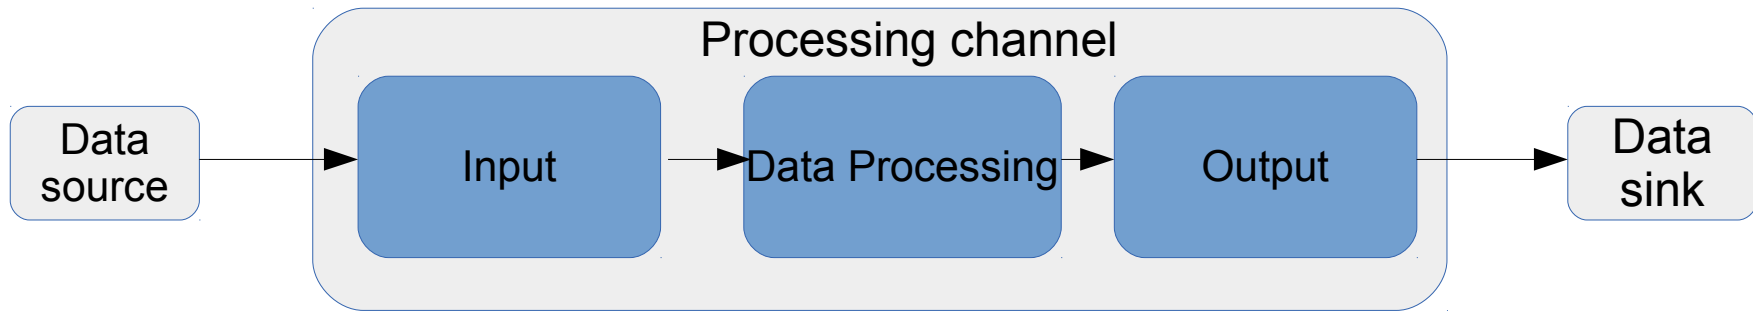 Processing channel
Data
source
Input
Data Processing
Output
Data
sink